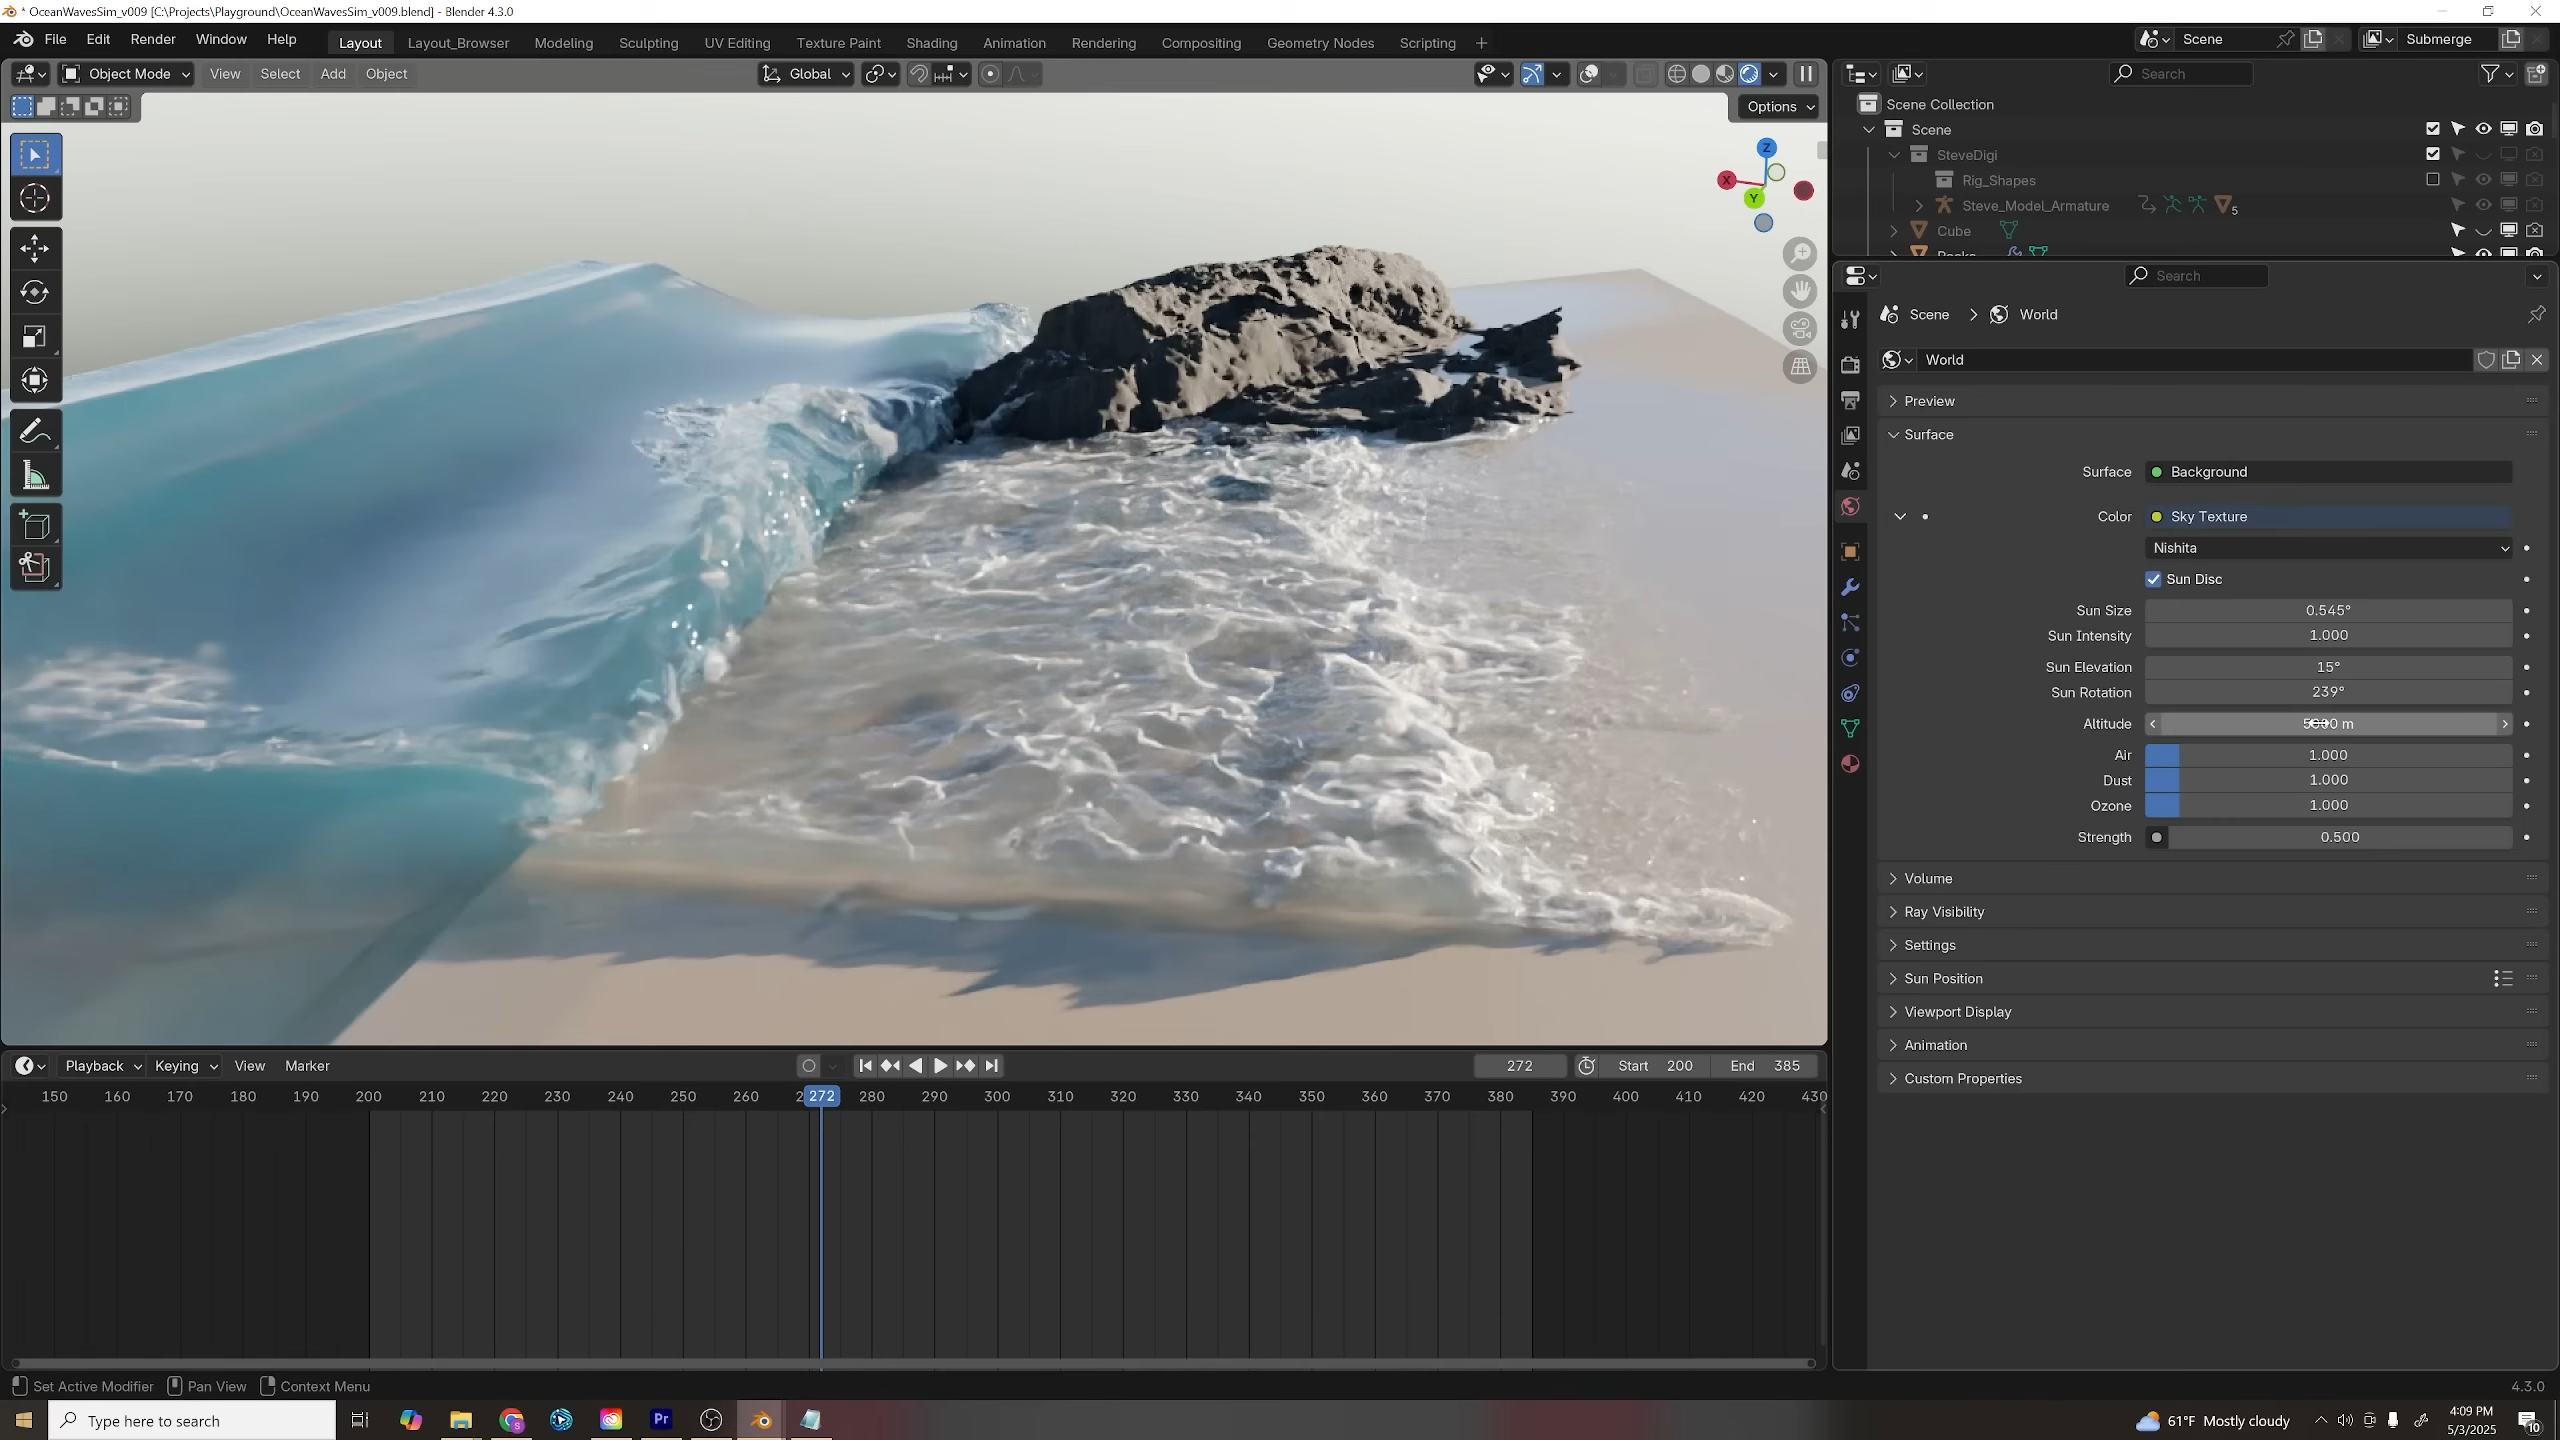 * OceanWavesSim_v009 [C:\Projects\Playground\OceanWavesSim_v009.blend] - Blender 4.3.0
File Edit Render Window Help Layout Layout_Browser Modeling Sculpting UV Editing Texture Paint Shading Animation Rendering Compositing Geometry Nodes Scripting + Scene Submerge
Object Mode View Select Add Object Global Search
Options
Scene Collection
Scene
SteveDigi
Rig_Shapes
Steve_Model_Armature 5
Cube
Z
X
Y
Search
Scene > World
World
Preview
Surface
Surface Background
Color Sky Texture
Nishita
Sun Disc
Sun Size 0.545°
Sun Intensity 1.000
Sun Elevation 15°
Sun Rotation 239°
Altitude m
Air 1.000
Dust 1.000
Ozone 1.000
Strength 0.500
Volume
Ray Visibility
Settings
Sun Position
Viewport Display
Animation
Custom Properties
Playback Keying View Marker 272 Start 200 End 385
150 160 170 180 190 200 210 220 230 240 250 260 272 280 290 300 310 320 330 340 350 360 370 380 390 400 410 420 430
Set Active Modifier Pan View Context Menu 4.3.0
Type here to search Pr 61°F Mostly cloudy 4:09 PM
5/3/2025 10